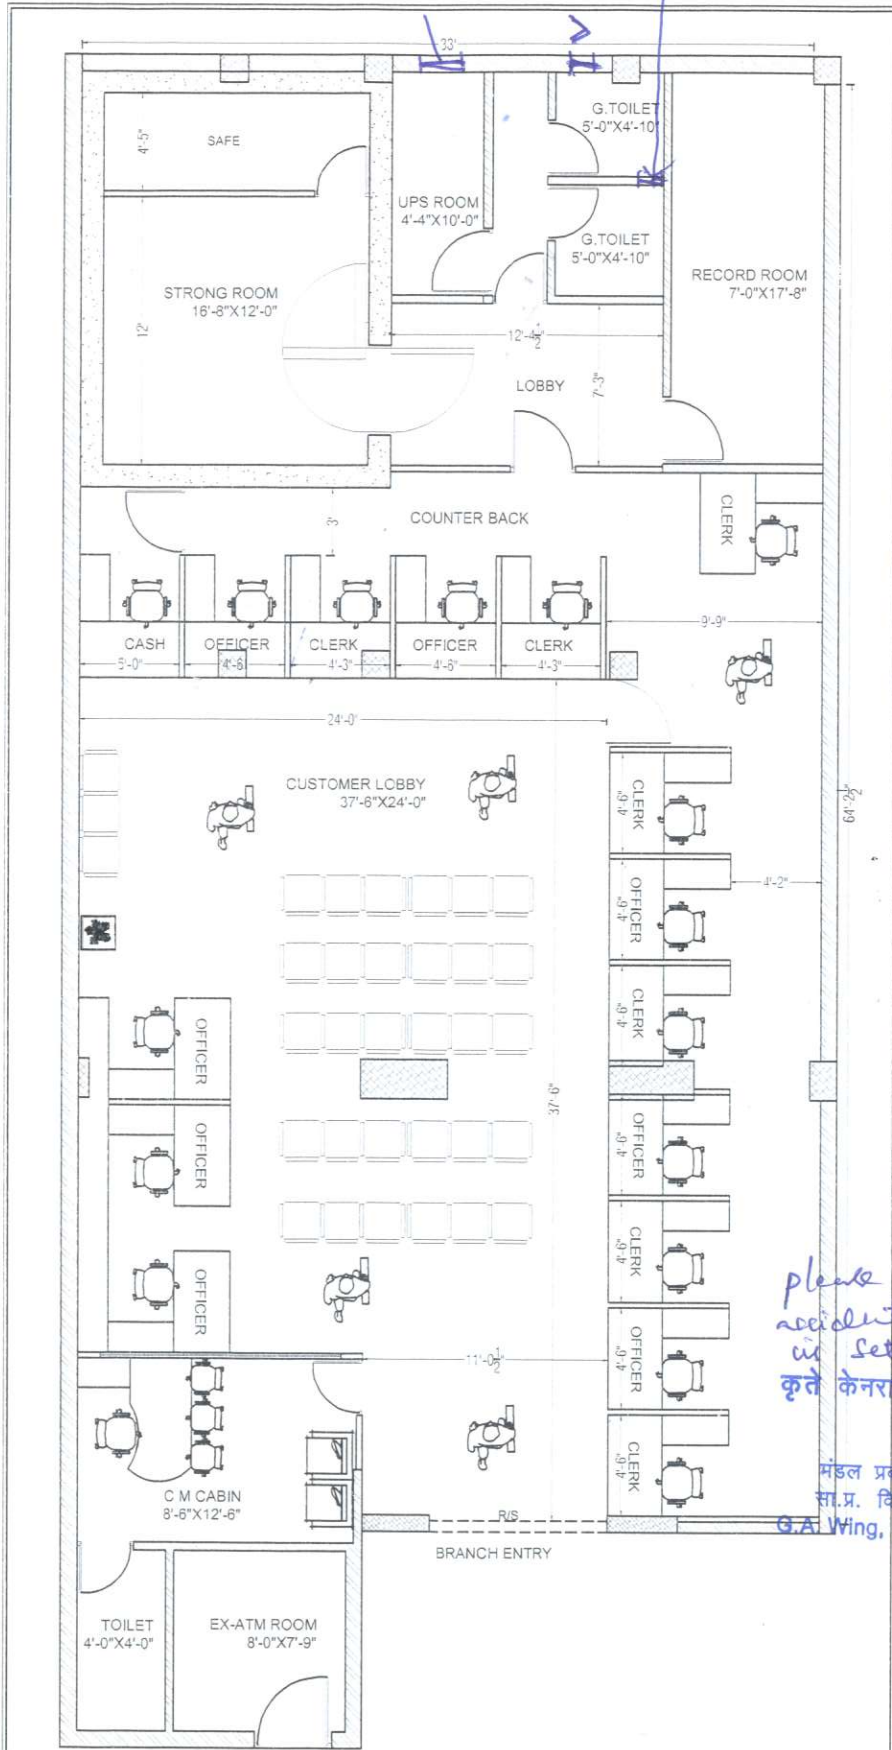 33'
SAFE
4'-5"
G.TOILET
5'-0"X4'-10"
UPS ROOM
4'-4"X10'-0"
G.TOILET
5'-0"X4'-10"
RECORD ROOM
7'-0"X17'-8"
STRONG ROOM
16'-8"X12'-0"
12'
12'-4½"
LOBBY
7'-3"
COUNTER BACK
3'
CLERK
CASH
OFFICER
CLERK
OFFICER
CLERK
5'-0"
4'-6
4'-3"
4'-6"
4'-3"
9'-9"
24'-0'
CUSTOMER LOBBY
37'-6"X24'-0"
64'-2½"
CLERK
4'-6"
OFFICER
4'-6"
4'-2"
CLERK
4'-6"
OFFICER
OFFICER
OFFICER
37'-6"
OFFICER
4'-6"
CLERK
4'-6"
OFFICER
4'-6"
CLERK
4'-6"
11'-0½"
please
कृते केनरा
मंडल
सा.प्र.
G.A. Wing,
C M CABIN
8'-6"X12'-6"
R/S
BRANCH ENTRY
TOILET
4'-0"X4'-0"
EX-ATM ROOM
8'-0"X7'-9"